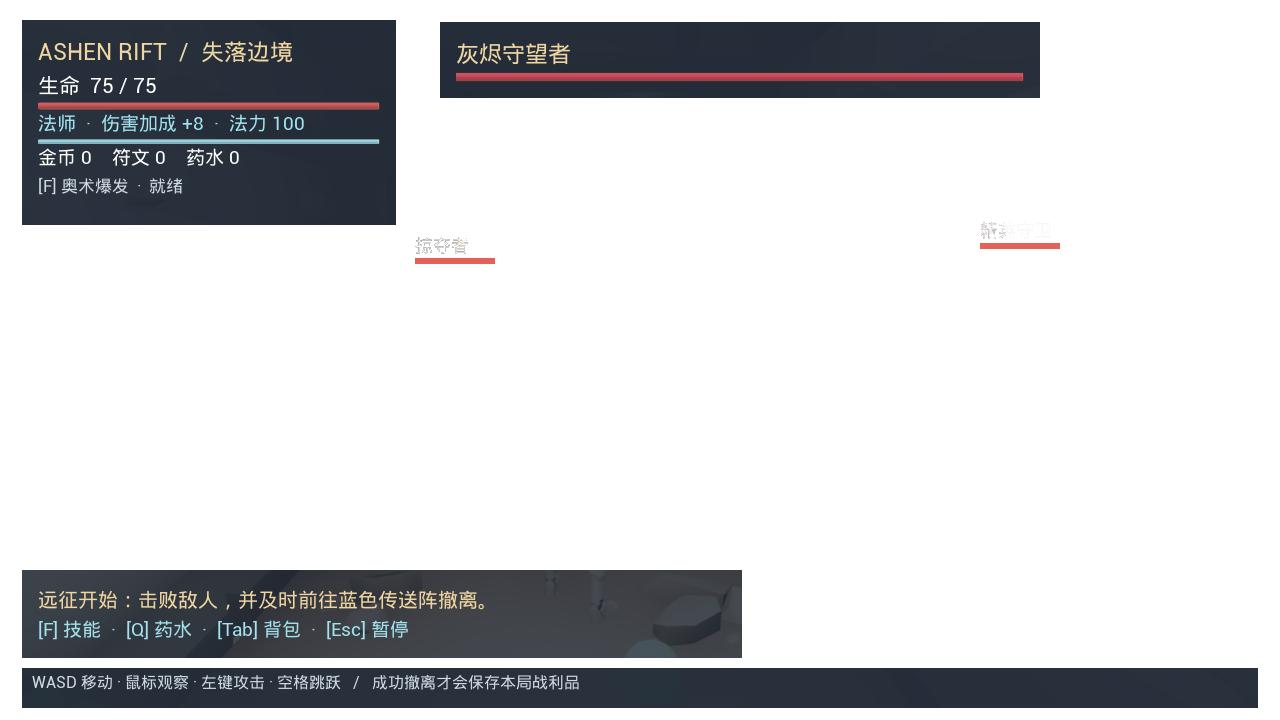 ASHEN RIFT / 失落边境
生命 75 / 75
法师 · 伤害加成 +8 · 法力 100
金币 0 符文 0 药水 0
[F] 奥术爆发 · 就绪
灰烬守望者
掠夺者
守卫
远征开始：击败敌人，并及时前往蓝色传送阵撤离。
[F] 技能 · [Q] 药水 · [Tab] 背包 · [Esc] 暂停
WASD 移动 · 鼠标观察 · 左键攻击 · 空格跳跃 / 成功撤离才会保存本局战利品